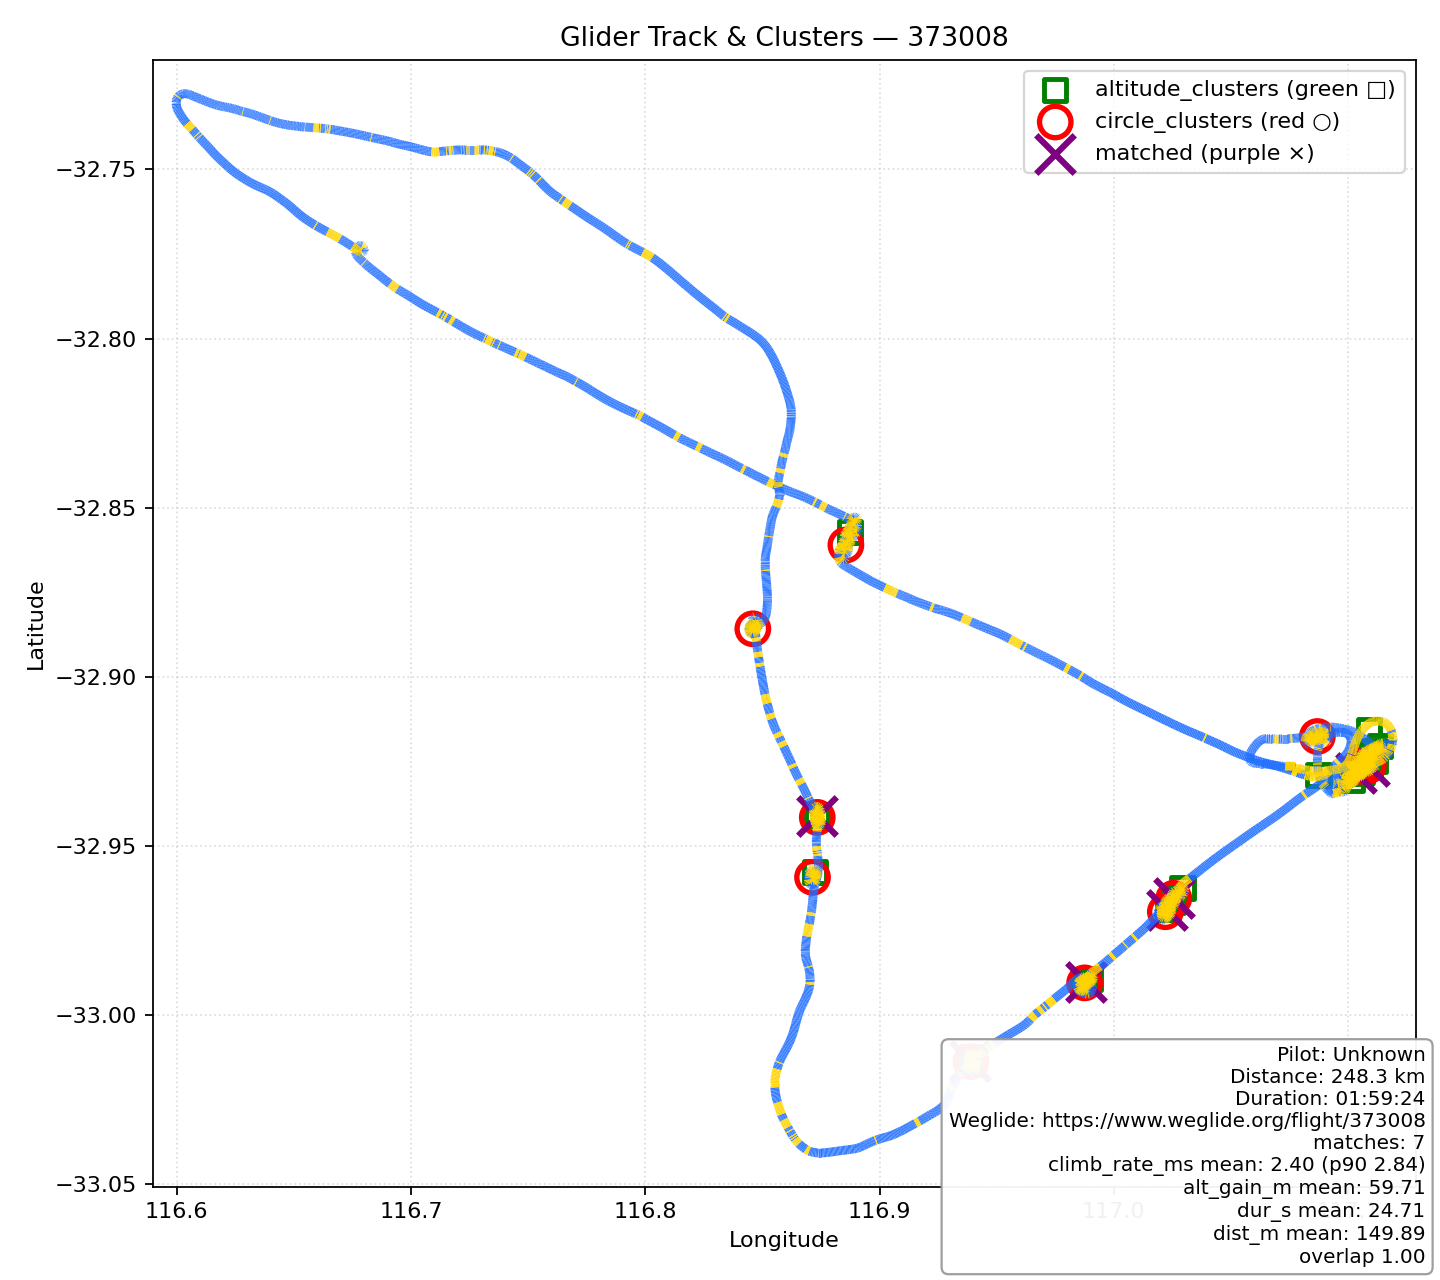 Glider Track & Clusters — 373008
altitude_clusters (green □)
circle_clusters (red ○)
matched (purple ×)
Latitude
−32.75
−32.80
−32.85
−32.90
−32.95
−33.00
−33.05
116.6
116.7
116.8
116.9
117.0
Longitude
Pilot: Unknown
Distance: 248.3 km
Duration: 01:59:24
Weglide: https://www.weglide.org/flight/373008
matches: 7
climb_rate_ms mean: 2.40 (p90 2.84)
alt_gain_m mean: 59.71
dur_s mean: 24.71
dist_m mean: 149.89
overlap 1.00